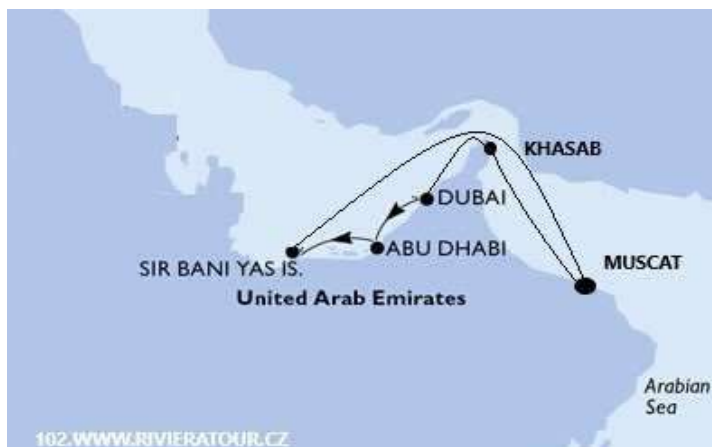 KHASAB
DUBAI
ABU DHABI
SIR BANI YAS IS.
MUSCAT
United Arab Emirates
Arabian
Sea
102.WWW.RIVIERATOUR.CZ